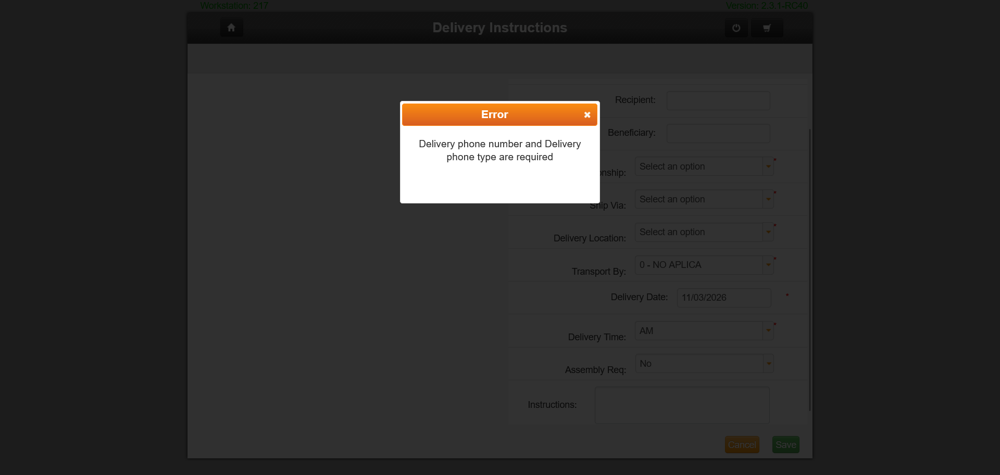 Workstation: 217
Version: 2.3.1-RC40
Delivery Instructions
Error
Delivery phone number and Delivery
phone type are required
Recipient:
Beneficiary:
onship:
Select an option
*
Ship Via:
Select an option
*
Delivery Location:
Select an option
*
Transport By:
0 - NO APLICA
*
Delivery Date:
11/03/2026
*
Delivery Time:
AM
*
Assembly Req:
No
Instructions:
Cancel
Save